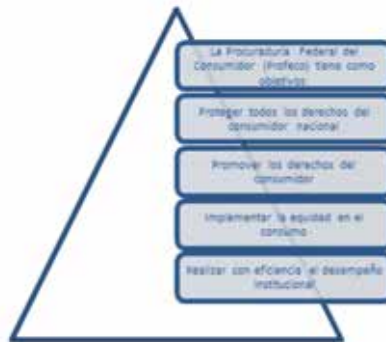 La Procuraduría Federal del
Consumidor (Profeco) tiene como
objetivos
Proteger todos los derechos del
consumidor nacional
Promover los derechos del
consumidor
Implementar la equidad en el
consumo
Realizar con eficiencia el desempeño
institucional